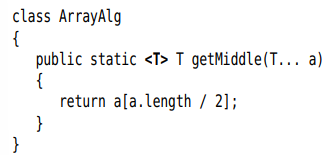 class ArrayAlg
{
   public static <T> T getMiddle(T... a)
   {
      return a[a.length / 2];
   }
}